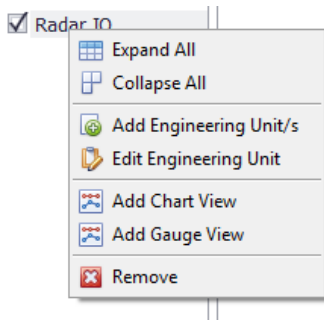 Radar IO
Expand All
Collapse All
Add Engineering Unit/s
Edit Engineering Unit
Add Chart View
Add Gauge View
Remove